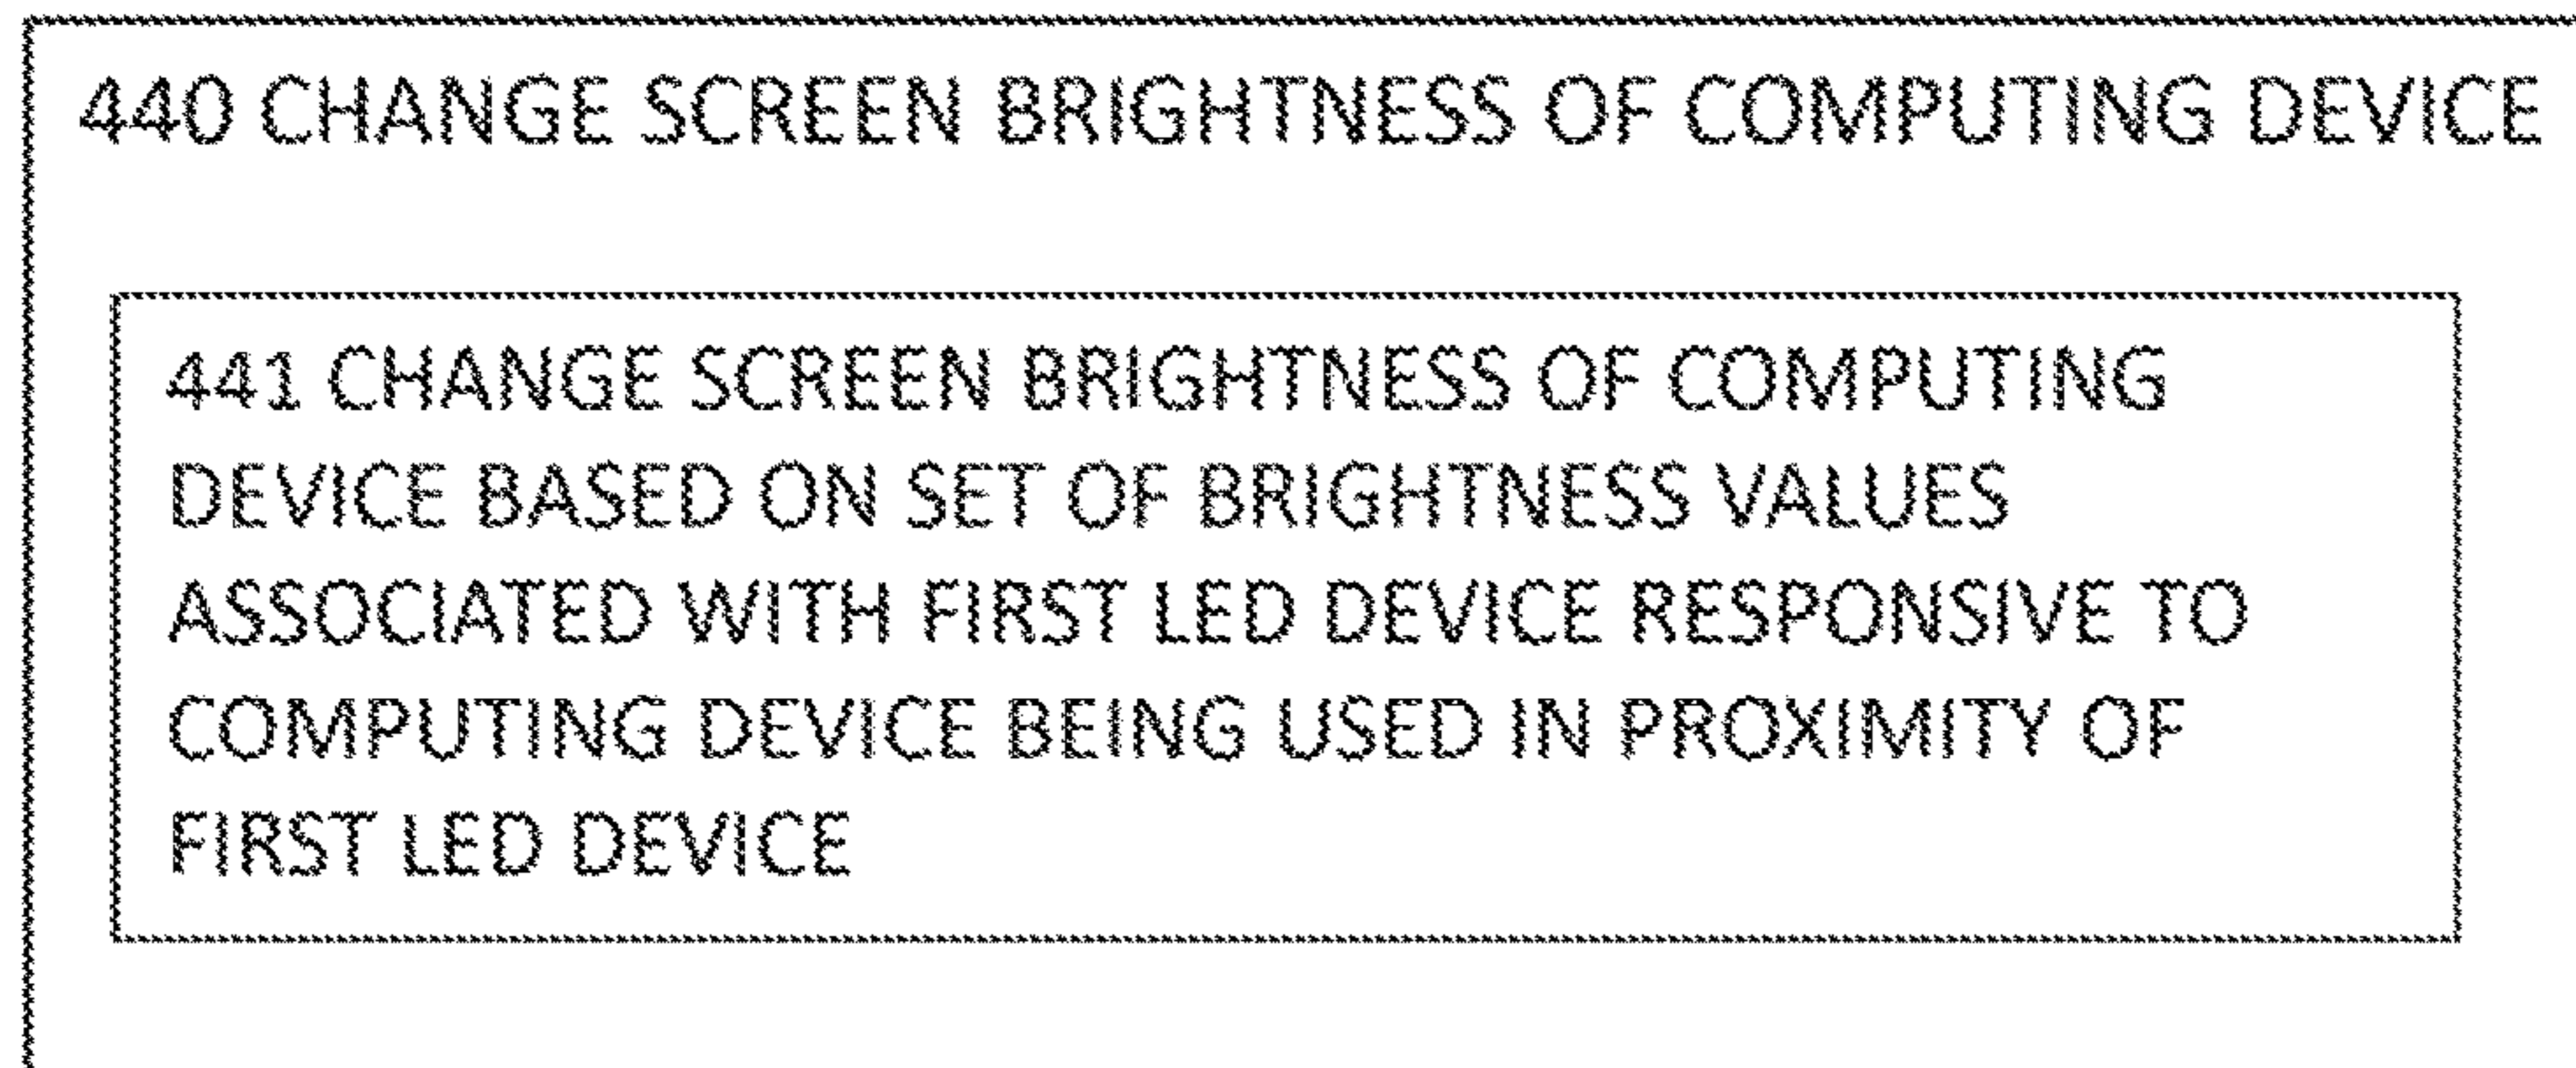 440 CHANGE SCREEN BRIGHTNESS OF COMPUTING DEVICE
441 CHANGE SCREEN BRIGHTNESS OF COMPUTING
DEVICE BASED ON SET OF BRIGHTNESS VALUES
ASSOCIATED WITH FIRST LED DEVICE RESPONSIVE TO
COMPUTING DEVICE BEING USED IN PROXIMITY OF
FIRST LED DEVICE